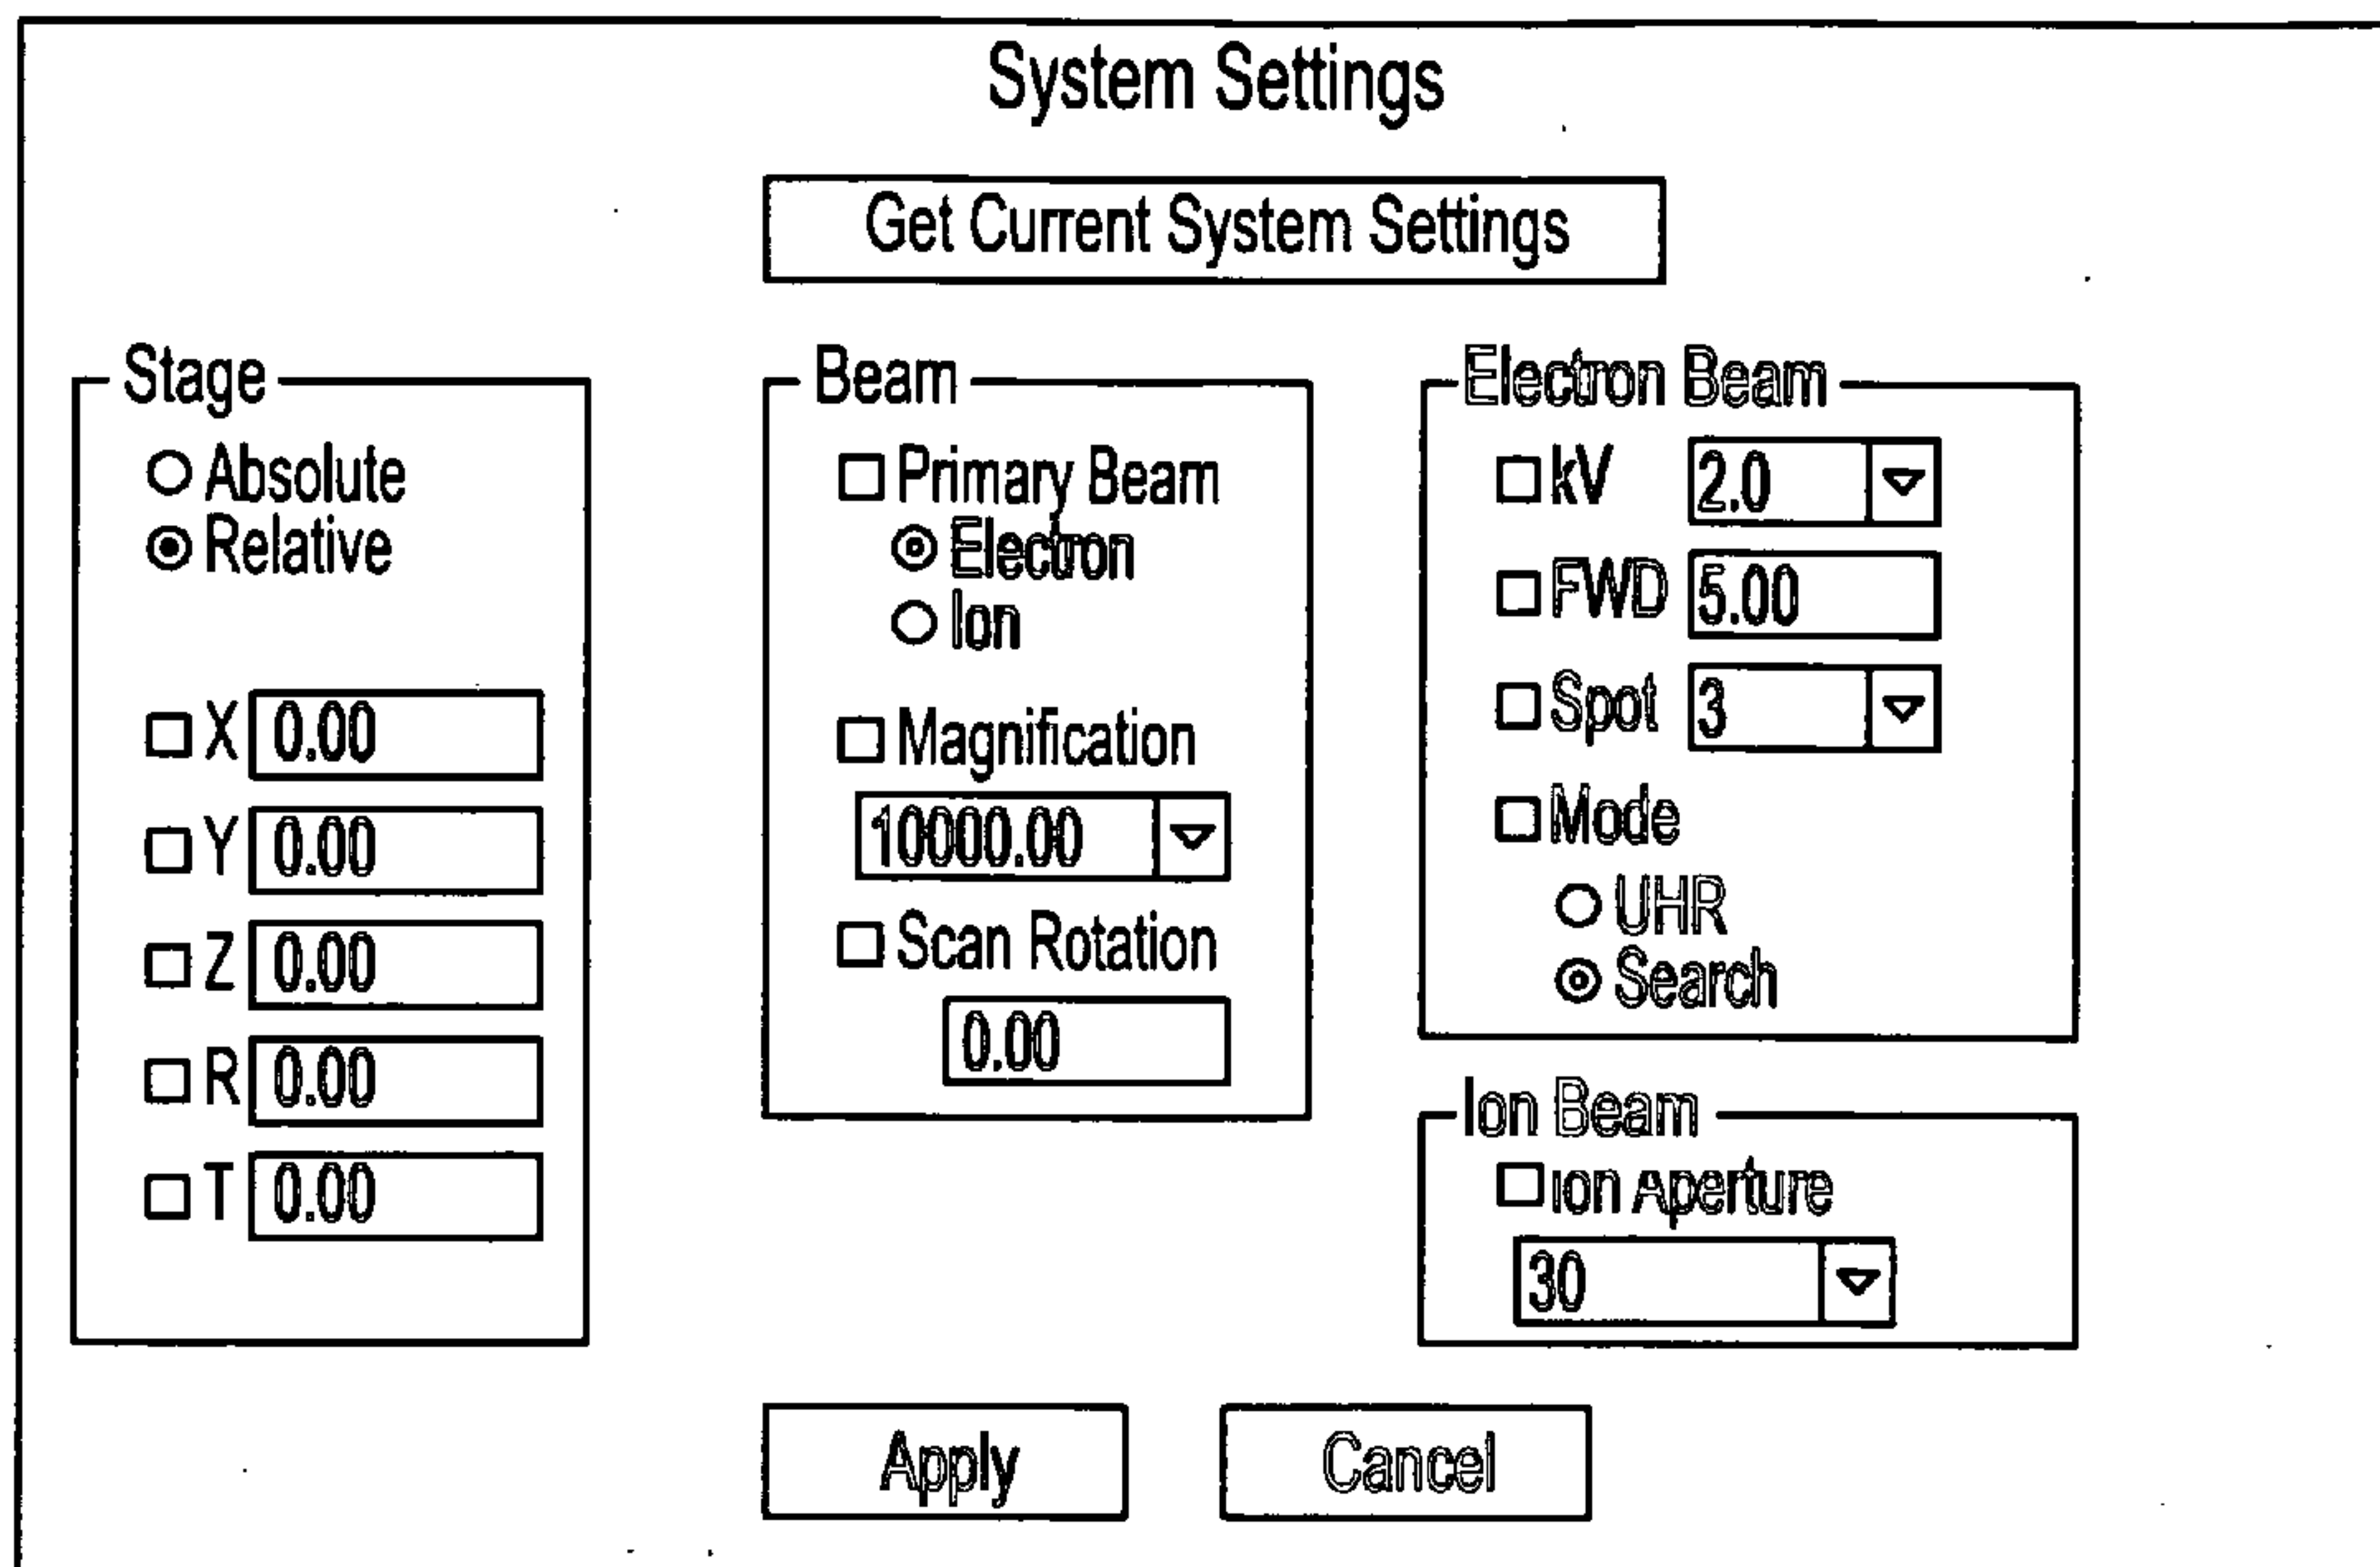 System Settings
Get Current System Settings
Stage
Absolute
Relative
X 0.00
Y 0.00
Z 0.00
R 0.00
T 0.00
Beam
Primary Beam
Electron
Ion
Magnification
10000.00
Scan Rotation
0.00
Electron Beam
kV 2.0
FWD 5.00
Spot 3
Mode
UHR
Search
Ion Beam
Ion Aperture
30
Apply
Cancel